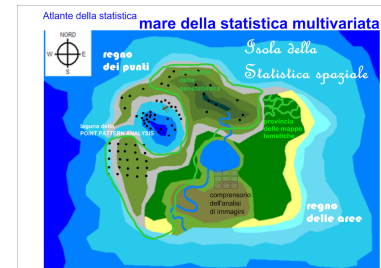 Atlante della statistica
mare della statistica multivariata
NORD
W E
S
regno
dei punti
Isola della
Statistica spaziale
geostatistica
laguna della
POINT PATTERN ANALYSIS
provincia
delle mappe
tematiche
comprensorio
dell'analisi
di immagini
regno
delle aree